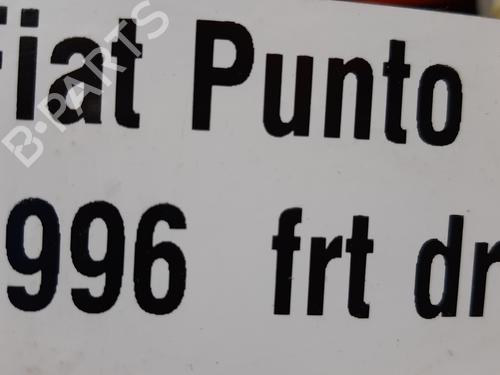 Fiat Punto
996 frt dr
B-PARTS